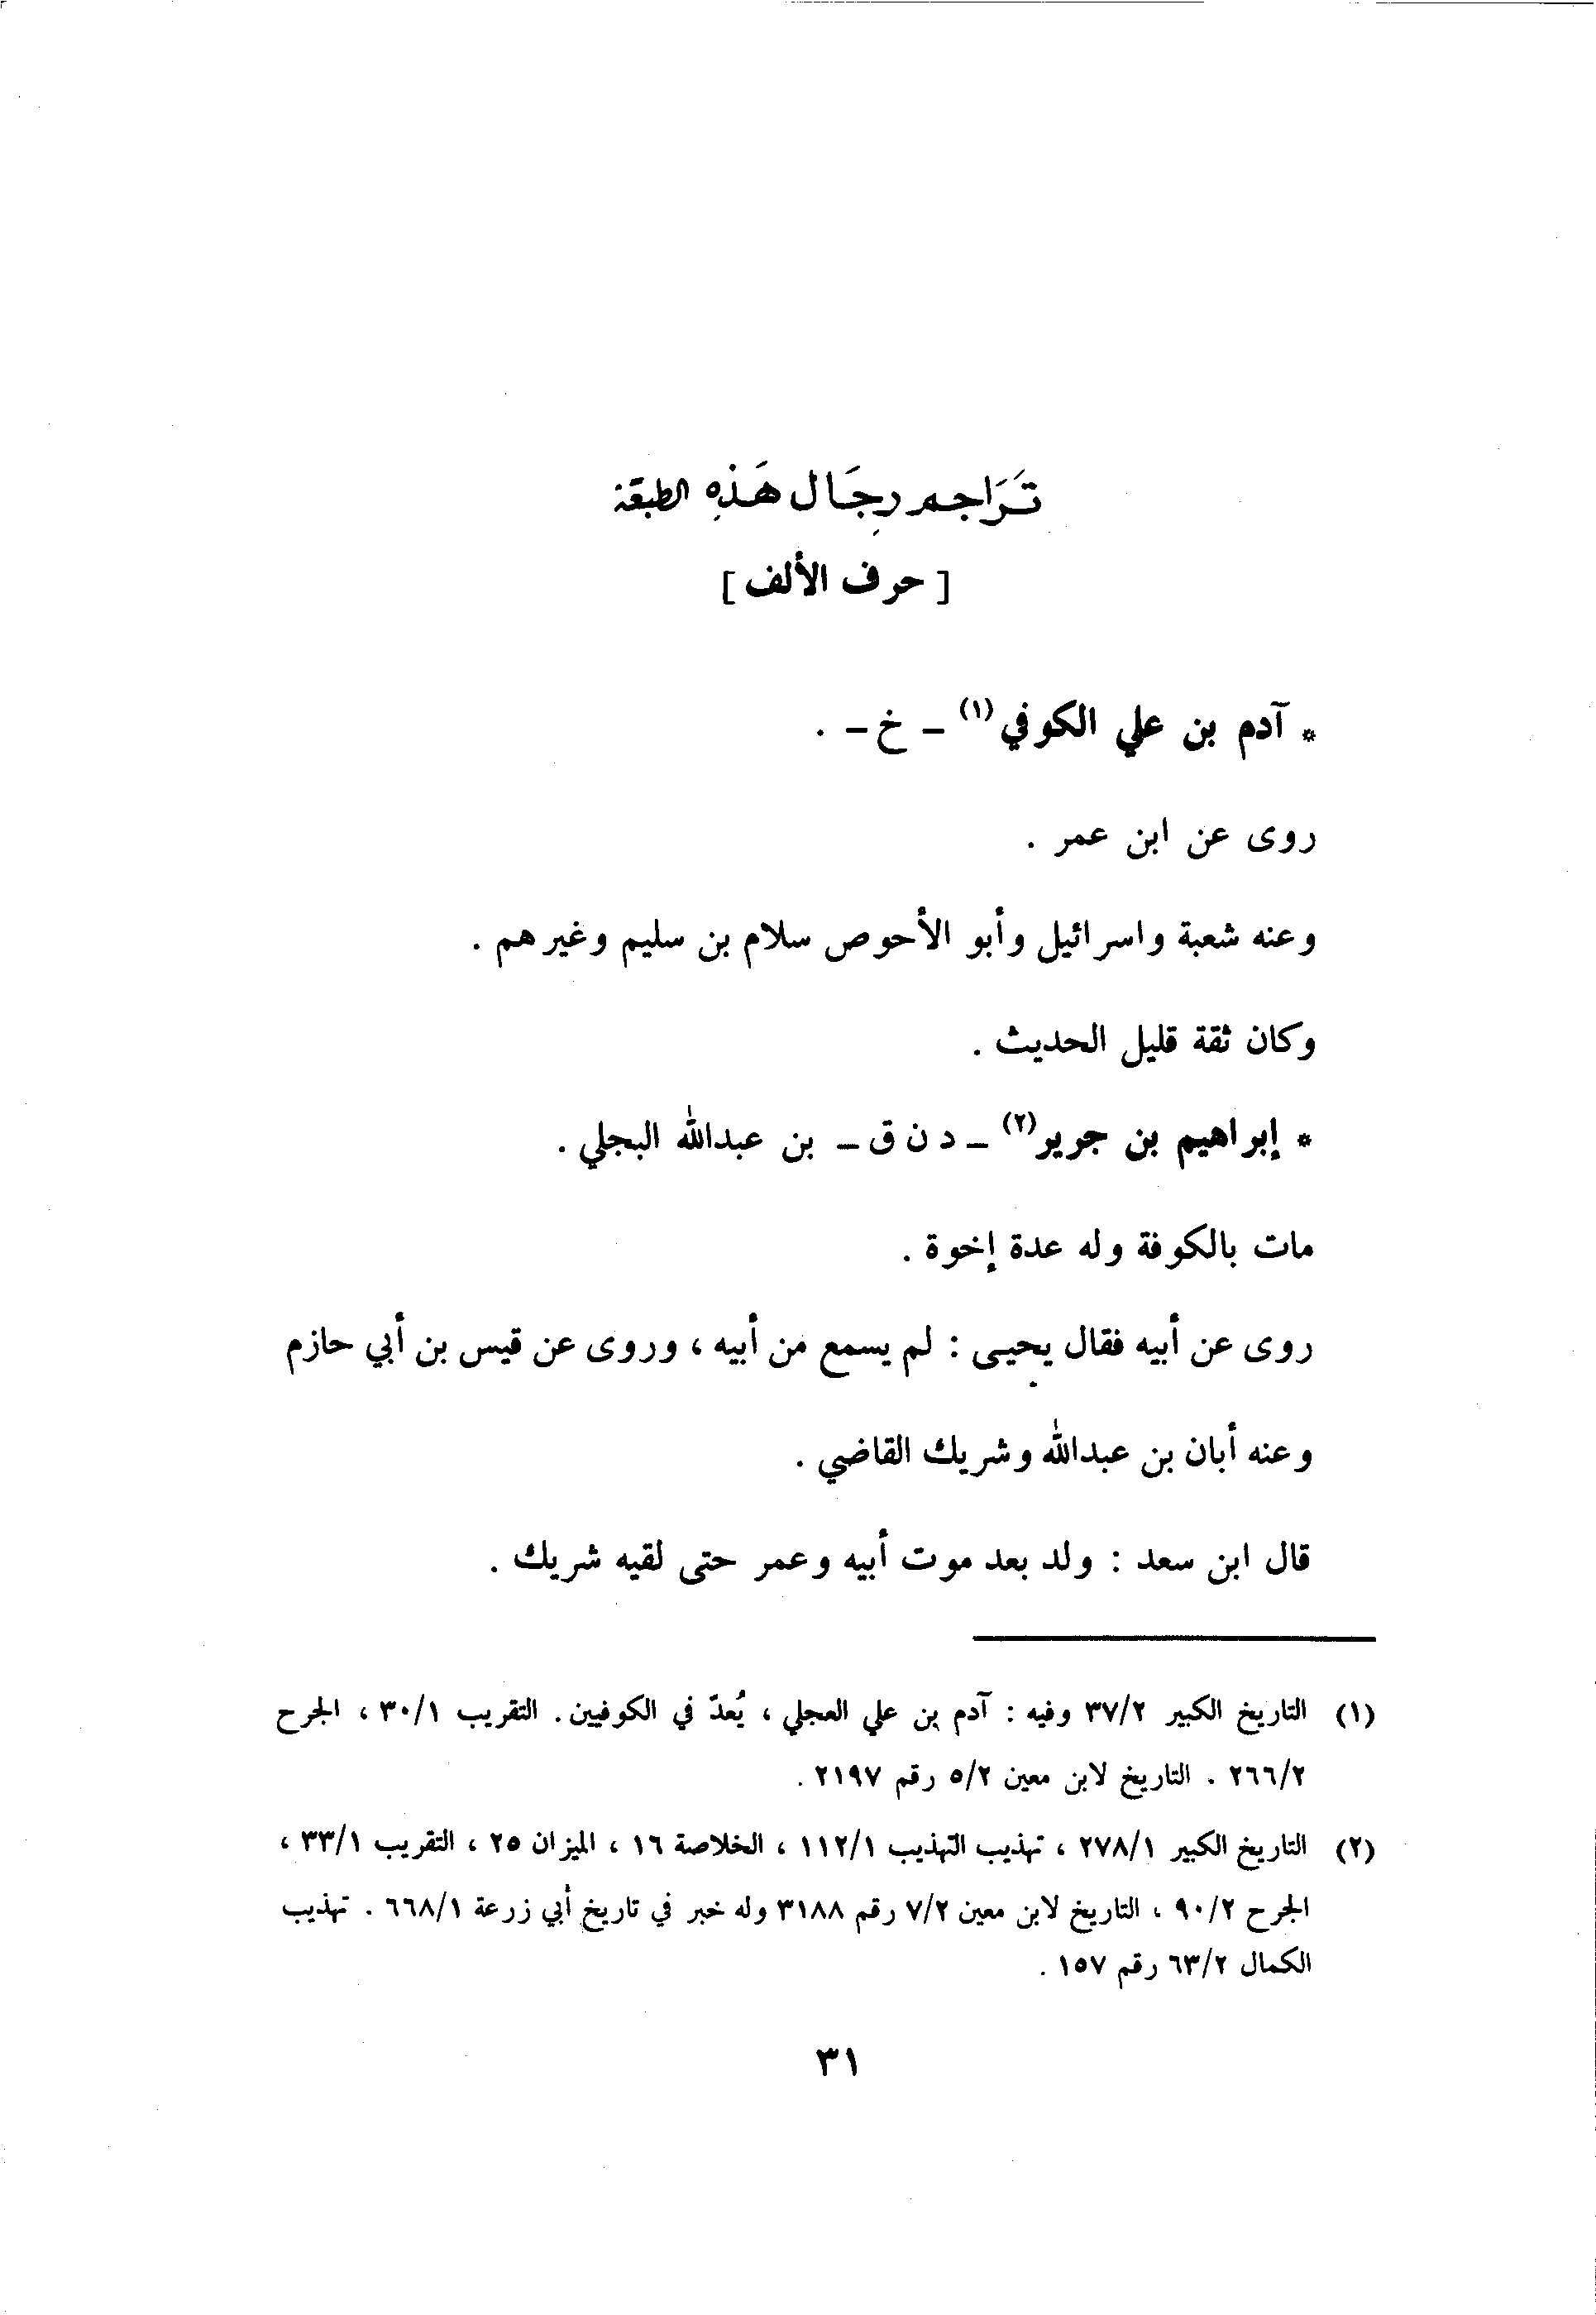 تَرَاجم رِجَال هَذِهِ الطبقة
[ حرف الألف ]
* آدم بن علي الكوفي(١) – خ – .
روى عن ابن عمر .
وعنه شعبة واسرائيل وأبو الأحوص سلام بن سليم وغيرهم .
وكان ثقة قليل الحديث .
* إبراهيم بن جرير(٢) – د ن ق – بن عبدالله البجلي .
مات بالكوفة وله عدة إخوة .
روى عن أبيه فقال يحيى : لم يسمع من أبيه ، وروى عن قيس بن أبي حازم
وعنه أبان بن عبدالله وشريك القاضي .
قال ابن سعد : ولد بعد موت أبيه وعمر حتى لقيه شريك .
(١) التاريخ الكبير ٣٧/٢ وفيه : آدم بن علي العجلي ، يُعدّ في الكوفيين . التقريب ٣٠/١ ، الجرح
٢٦٦/٢ . التاريخ لابن معين ٥/٢ رقم ٢١٩٧ .
(٢) التاريخ الكبير ٢٧٨/١ ، تهذيب التهذيب ١١٢/١ ، الخلاصة ١٦ ، الميزان ٢٥ ، التقريب ٣٣/١ ،
الجرح ٩٠/٢ ، التاريخ لابن معين ٧/٢ رقم ٣١٨٨ وله خبر في تاريخ أبي زرعة ٦٦٨/١ . تهذيب
الكمال ٦٣/٢ رقم ١٥٧ .
٣١